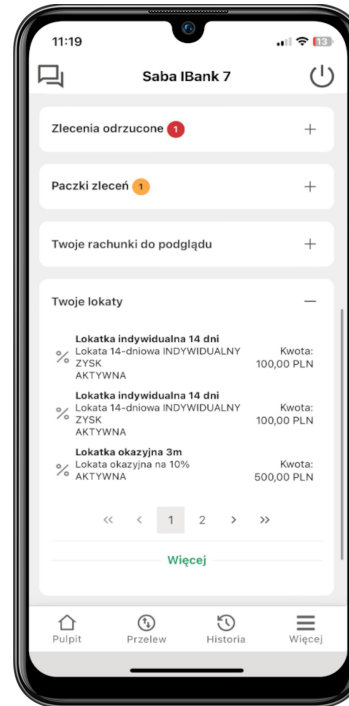 11:19
13
Saba IBank 7
Zlecenia odrzucone 1
Paczki zleceń 1
Twoje rachunki do podglądu
Twoje lokaty
Lokatka indywidualna 14 dni
Lokata 14-dniowa INDYWIDUALNY
ZYSK
AKTYWNA
Kwota:
100,00 PLN
Lokatka indywidualna 14 dni
Lokata 14-dniowa INDYWIDUALNY
ZYSK
AKTYWNA
Kwota:
100,00 PLN
Lokatka okazyjna 3m
Lokata okazyjna na 10%
AKTYWNA
Kwota:
500,00 PLN
<< < 1 2 > >>
Więcej
Pulpit Przelew Historia Więcej